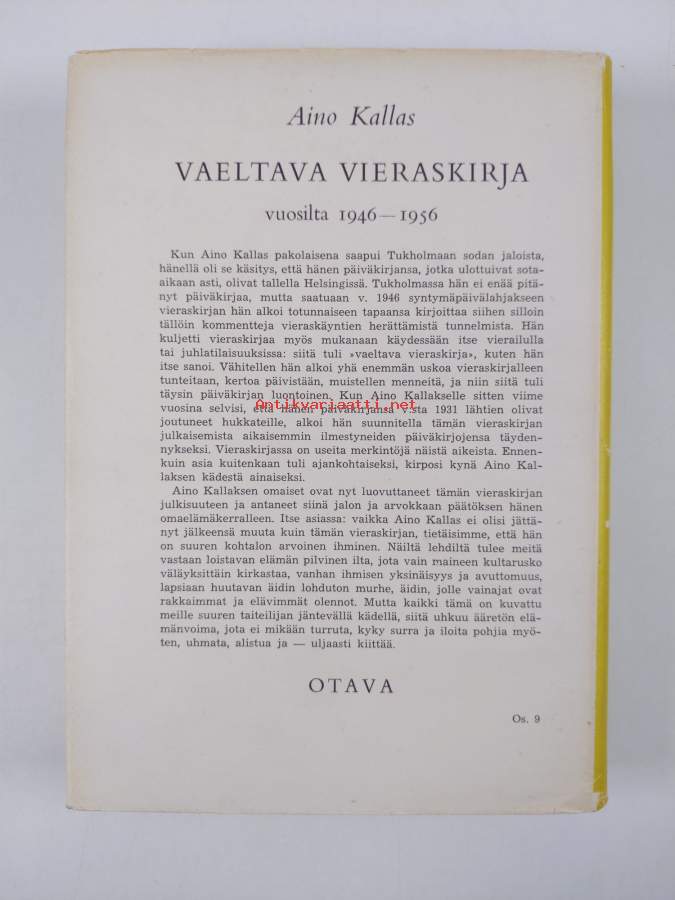 Aino Kallas
VAELTAVA VIERASKIRJA
vuosilta 1946—1956
Kun Aino Kallas pakolaisena saapui Tukholmaan sodan jaloista,
hänellä oli se käsitys, että hänen päiväkirjansa, jotka ulottuivat sota-
aikaan asti, olivat tallella Helsingissä. Tukholmassa hän ei enää pitä-
nyt päiväkirjaa, mutta saatuaan v. 1946 syntymäpäivälahjakseen
vieraskirjan hän alkoi totunnaiseen tapaansa kirjoittaa siihen silloin
tällöin kommentteja vieraskäyntien herättämistä tunnelmista. Hän
kuljetti vieraskirjaa myös mukanaan käydessään itse vierailulla
tai juhlatilaisuuksissa: siitä tuli »vaeltava vieraskirja», kuten hän
itse sanoi. Vähitellen hän alkoi yhä enemmän uskoa vieraskirjalleen
tunteitaan, kertoa päivistään, muistellen menneitä, ja niin siitä tuli
täysin päiväkirjan luontoinen. Kun Aino Kallakselle sitten viime
vuosina selvisi, että hänen päiväkirjansa v:sta 1931 lähtien olivat
joutuneet hukkateille, alkoi hän suunnitella tämän vieraskirjan
julkaisemista aikaisemmin ilmestyneiden päiväkirjojensa täyden-
nykseksi. Vieraskirjassa on useita merkintöjä näistä aikeista. Ennen-
kuin asia kuitenkaan tuli ajankohtaiseksi, kirposi kynä Aino Kal-
laksen kädestä ainaiseksi.
Aino Kallaksen omaiset ovat nyt luovuttaneet tämän vieraskirjan
julkisuuteen ja antaneet siinä jalon ja arvokkaan päätöksen hänen
omaelämäkerralleen. Itse asiassa: vaikka Aino Kallas ei olisi jättä-
nyt jälkeensä muuta kuin tämän vieraskirjan, tietäisimme, että hän
on suuren kohtalon arvoinen ihminen. Näiltä lehdiltä tulee meitä
vastaan loistavan elämän pilvinen ilta, jota vain maineen kultarusko
väläyksittäin kirkastaa, vanhan ihmisen yksinäisyys ja avuttomuus,
lapsiaan huutavan äidin lohduton murhe, äidin, jolle vainajat ovat
rakkaimmat ja elävimmät olennot. Mutta kaikki tämä on kuvattu
meille suuren taiteilijan jäntevällä kädellä, siitä uhkuu ääretön elä-
mänvoima, jota ei mikään turruta, kyky surra ja iloita pohjia myö-
ten, uhmata, alistua ja — uljaasti kiittää.
OTAVA
Os. 9
Antikvariaatti.net